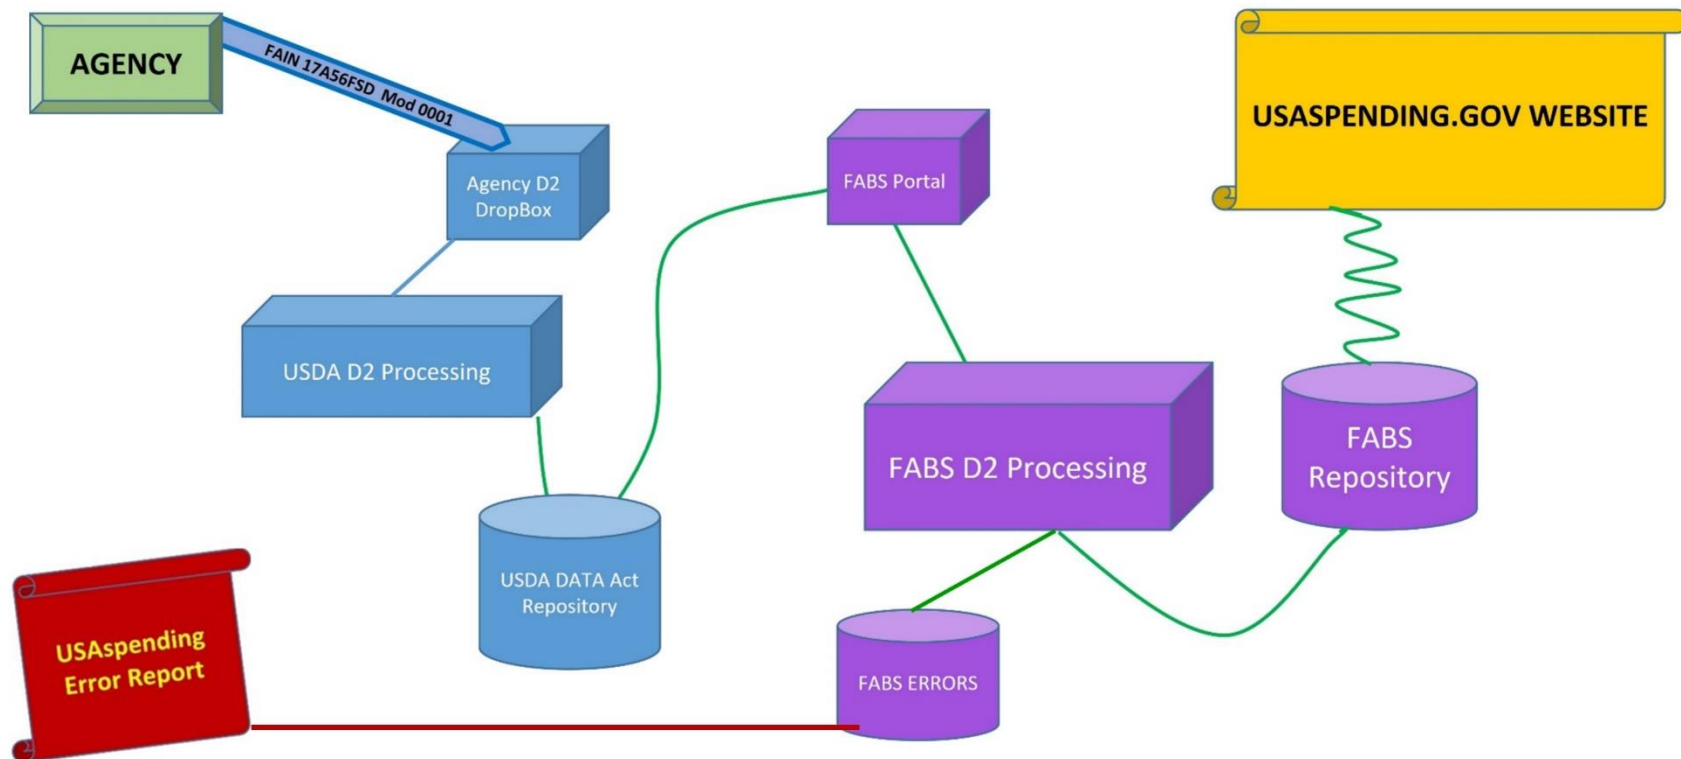 AGENCY
FAIN 17A56FSD Mod 0001
Agency D2
DropBox
USDA D2 Processing
USDA DATA Act
Repository
FABS Portal
FABS D2 Processing
FABS ERRORS
FABS
Repository
USASPENDING.GOV WEBSITE
USAspending
Error Report